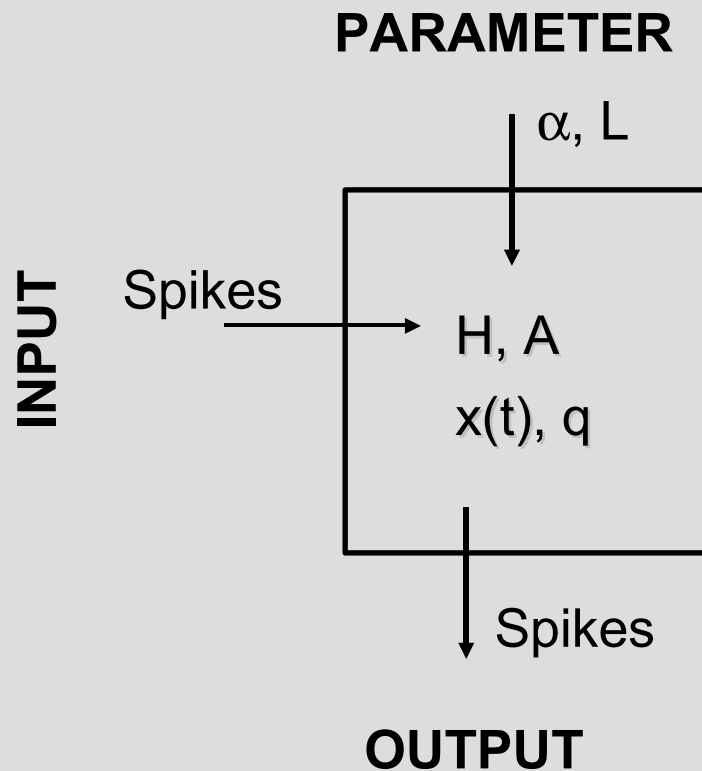 PARAMETER
α, L
INPUT
Spikes
H, A
x(t), q
Spikes
OUTPUT